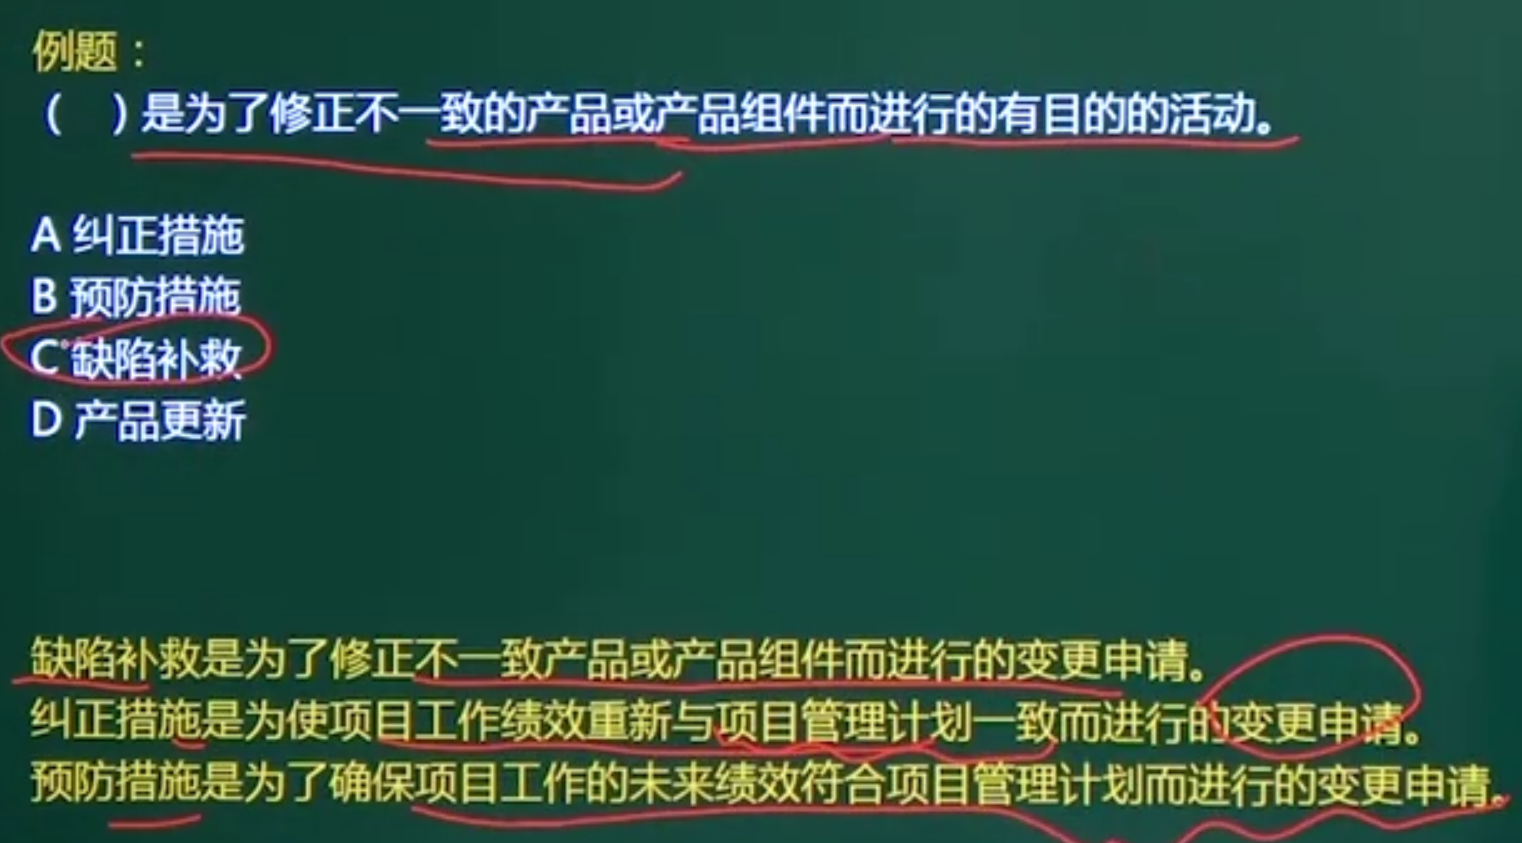 例题：
（ ）是为了修正不一致的产品或产品组件而进行的有目的的活动。
A 纠正措施
B 预防措施
C 缺陷补救
D 产品更新
缺陷补救是为了修正不一致产品或产品组件而进行的变更申请。
纠正措施是为使项目工作绩效重新与项目管理计划一致而进行的变更申请。
预防措施是为了确保项目工作的未来绩效符合项目管理计划而进行的变更申请。